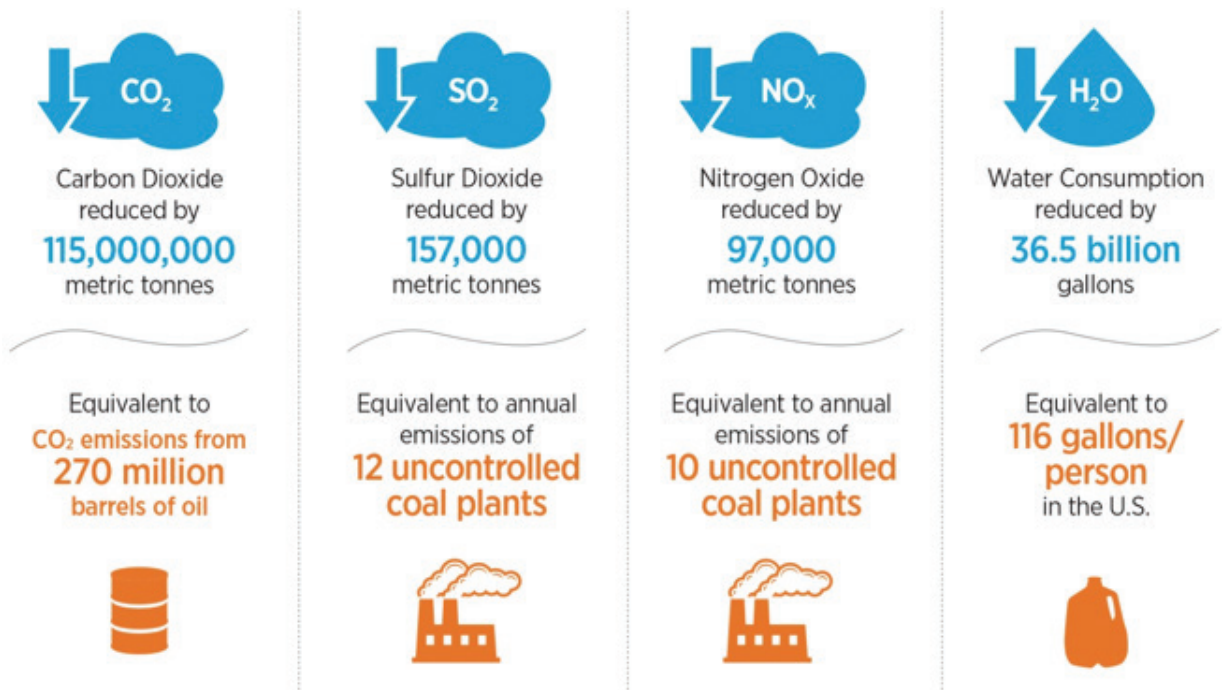 CO₂
Carbon Dioxide
reduced by
115,000,000
metric tonnes
Equivalent to
CO₂ emissions from
270 million
barrels of oil
SO₂
Sulfur Dioxide
reduced by
157,000
metric tonnes
Equivalent to annual
emissions of
12 uncontrolled
coal plants
NOₓ
Nitrogen Oxide
reduced by
97,000
metric tonnes
Equivalent to annual
emissions of
10 uncontrolled
coal plants
H₂O
Water Consumption
reduced by
36.5 billion
gallons
Equivalent to
116 gallons/
person
in the U.S.